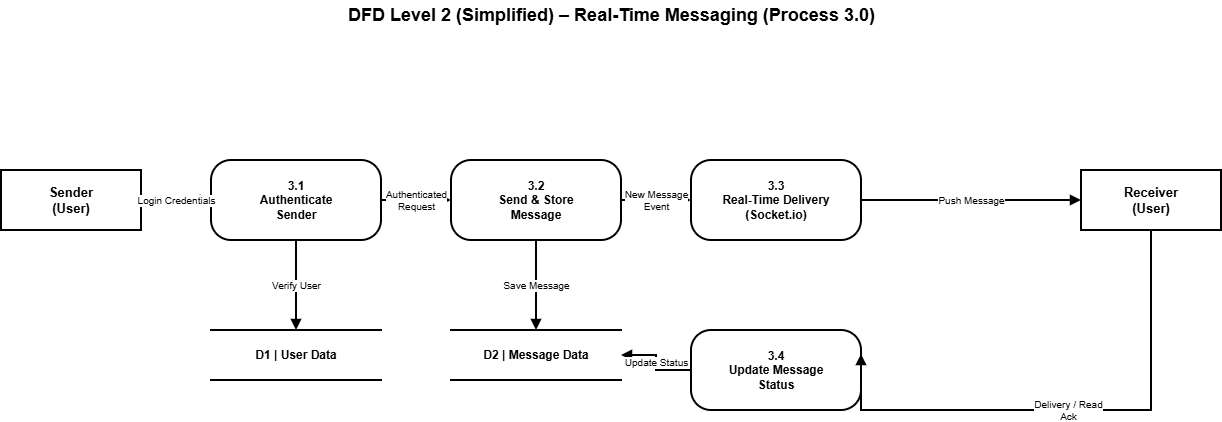 DFD Level 2 (Simplified) – Real-Time Messaging (Process 3.0)
Sender
(User)
Login Credentials
3.1
Authenticate
Sender
Authenticated
Request
3.2
Send & Store
Message
New Message
Event
3.3
Real-Time Delivery
(Socket.io)
Push Message
Receiver
(User)
Verify User
Save Message
D1 | User Data
D2 | Message Data
Update Status
3.4
Update Message
Status
Delivery / Read
Ack